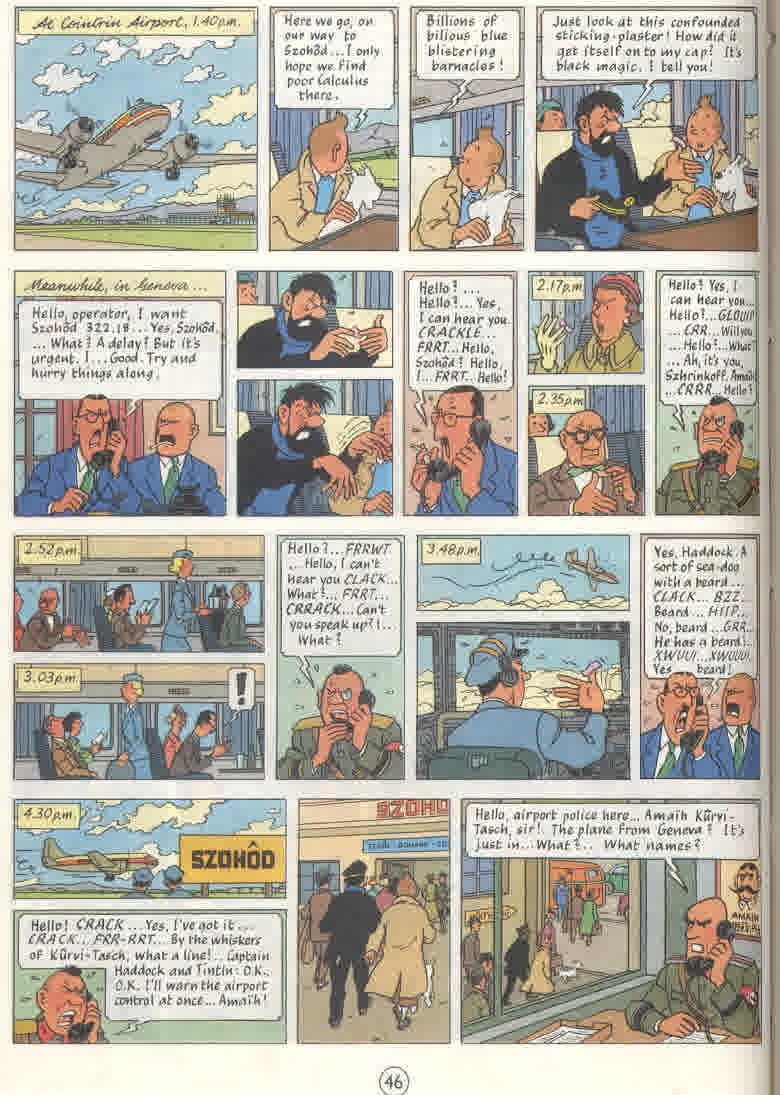 At Cointrin Airport, 1.40p.m.
Here we go, on
our way to
Szohôd... I only
hope we find
poor Calculus
there.
Billions of
bilious blue
blistering
barnacles!
Just look at this confounded
sticking-plaster! How did it
get itself on to my cap? It's
black magic, I tell you!
Meanwhile, in Geneva...
Hello, operator, I want
Szohôd 322.18... Yes, Szohôd.
... What? A delay? But it's
urgent. I... Good. Try and
hurry things along.
Hello?...
Hello?... Yes,
I can hear you.
CRACKLE...
FRRT... Hello,
Szohôd? Hello,
I... FRRT... Hello!
2.17p.m.
2.35p.m.
Hello? Yes, I
can hear you...
Hello?... GLOUIP
... CRR... Will you
... Hello?... What?
... Ah, it's you,
Szhrinkoff. Amaïh!
... CRRR... Hello?
2.52p.m.
3.03p.m.
!
Hello?... FRRWT
... Hello, I can't
hear you CLACK...
What?... FRRT...
CRRACK... Can't
you speak up?!...
What?
3.48p.m.
Yes, Haddock. A
sort of sea-dog
with a beard...
CLACK... BZZ...
Beard... HIIP...
No, beard... GRR...
He has a beard!...
XWUUI...XWUUUI.
Yes beard!
4.30p.m.
SZOHÔD
Hello! CRACK... Yes, I've got it...
CRACK... FRR-RRT... By the whiskers
of Kûrvi-Tasch, what a line!... Captain
Haddock and Tintin: O.K..
O.K. I'll warn the airport
control at once... Amaïh!
SZOHO
Hello, airport police here... Amaïh Kûrvi-
Tasch, sir! The plane from Geneva? It's
just in... What?... What names?
AMAÏH
46